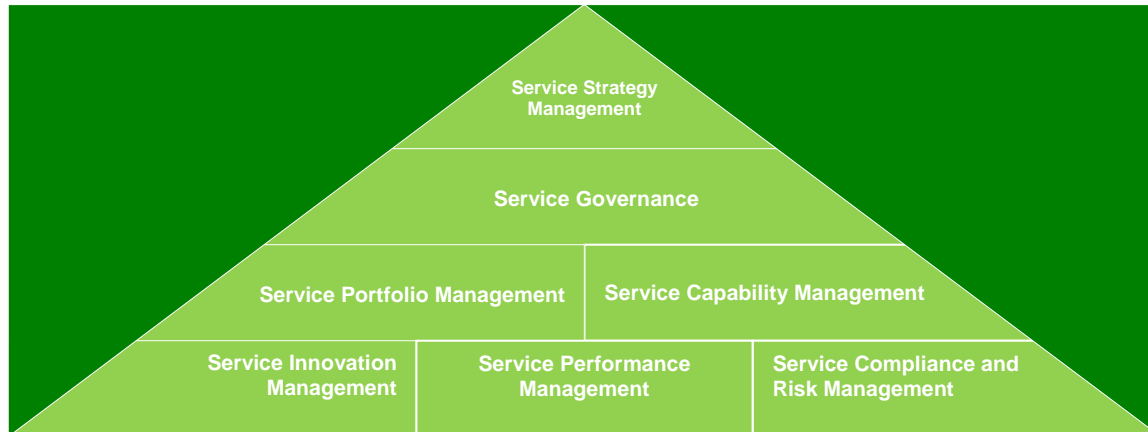 Service Strategy
Management
Service Governance
Service Portfolio Management
Service Capability Management
Service Innovation
Management
Service Performance
Management
Service Compliance and
Risk Management